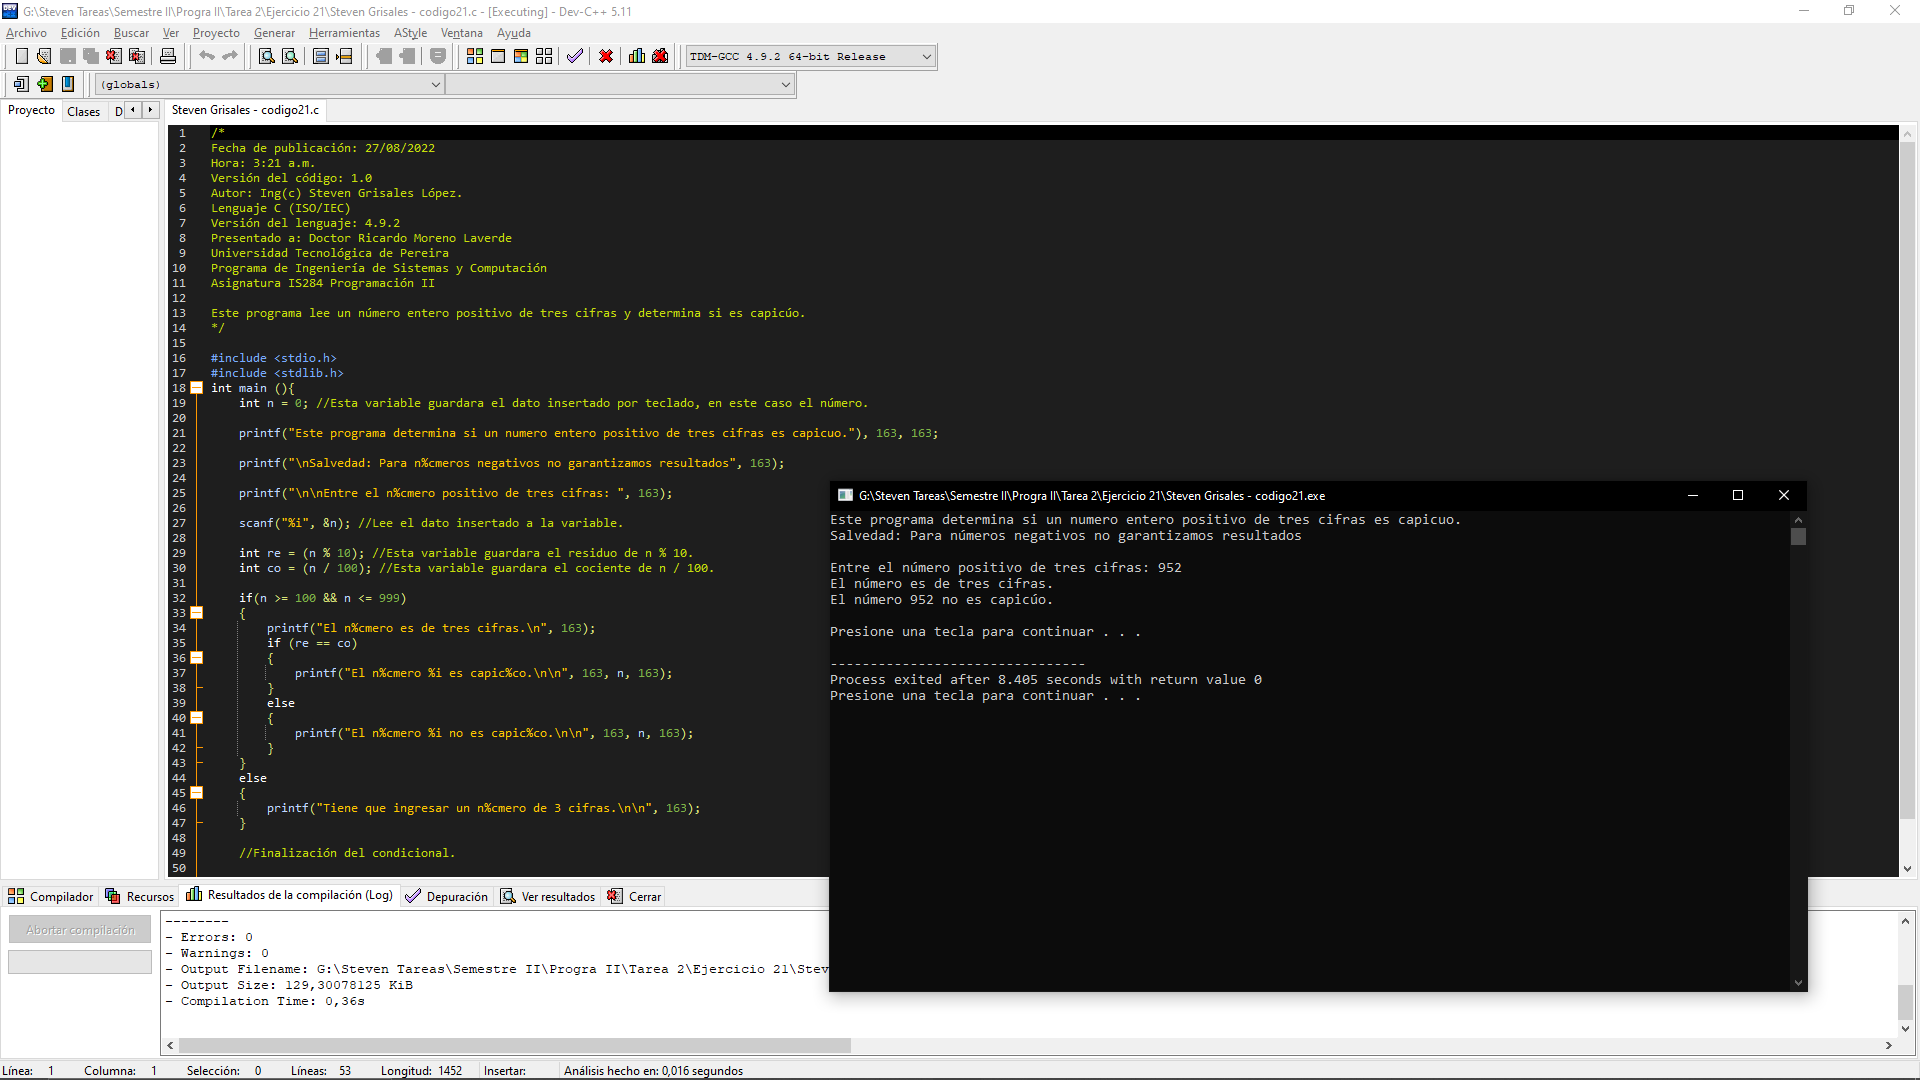 G:\Steven Tareas\Semestre II\Progra II\Tarea 2\Ejercicio 21\Steven Grisales - codigo21.c - [Executing] - Dev-C++ 5.11
Archivo Edición Buscar Ver Proyecto Generar Herramientas AStyle Ventana Ayuda
TDM-GCC 4.9.2 64-bit Release
(globals)
Proyecto Clases D
Steven Grisales - codigo21.c
1 /*
2 Fecha de publicación: 27/08/2022
3 Hora: 3:21 a.m.
4 Versión del código: 1.0
5 Autor: Ing(c) Steven Grisales López.
6 Lenguaje C (ISO/IEC)
7 Versión del lenguaje: 4.9.2
8 Presentado a: Doctor Ricardo Moreno Laverde
9 Universidad Tecnológica de Pereira
10 Programa de Ingeniería de Sistemas y Computación
11 Asignatura IS284 Programación II
12
13 Este programa lee un número entero positivo de tres cifras y determina si es capicúo.
14 */
15
16 #include <stdio.h>
17 #include <stdlib.h>
18 int main (){
19 int n = 0; //Esta variable guardara el dato insertado por teclado, en este caso el número.
20
21 printf("Este programa determina si un numero entero positivo de tres cifras es capicuo."), 163, 163;
22
23 printf("\nSalvedad: Para n%cmeros negativos no garantizamos resultados", 163);
24
25 printf("\n\nEntre el n%cmero positivo de tres cifras: ", 163);
26
27 scanf("%i", &n); //Lee el dato insertado a la variable.
28
29 int re = (n % 10); //Esta variable guardara el residuo de n % 10.
30 int co = (n / 100); //Esta variable guardara el cociente de n / 100.
31
32 if(n >= 100 && n <= 999)
33 {
34 printf("El n%cmero es de tres cifras.\n", 163);
35 if (re == co)
36 {
37 printf("El n%cmero %i es capic%co.\n\n", 163, n, 163);
38 }
39 else
40 {
41 printf("El n%cmero %i no es capic%co.\n\n", 163, n, 163);
42 }
43 }
44 else
45 {
46 printf("Tiene que ingresar un n%cmero de 3 cifras.\n\n", 163);
47 }
48
49 //Finalización del condicional.
50
G:\Steven Tareas\Semestre II\Progra II\Tarea 2\Ejercicio 21\Steven Grisales - codigo21.exe
Este programa determina si un numero entero positivo de tres cifras es capicuo.
Salvedad: Para números negativos no garantizamos resultados
Entre el número positivo de tres cifras: 952
El número es de tres cifras.
El número 952 no es capicúo.
Presione una tecla para continuar . . .
--------------------------------
Process exited after 8.405 seconds with return value 0
Presione una tecla para continuar . . .
Compilador Recursos Resultados de la compilación (Log) Depuración Ver resultados Cerrar
Abortar compilación
--------
- Errors: 0
- Warnings: 0
- Output Filename: G:\Steven Tareas\Semestre II\Progra II\Tarea 2\Ejercicio 21\Stev
- Output Size: 129,30078125 KiB
- Compilation Time: 0,36s
Línea: 1 Columna: 1 Selección: 0 Líneas: 53 Longitud: 1452 Insertar: Análisis hecho en: 0,016 segundos